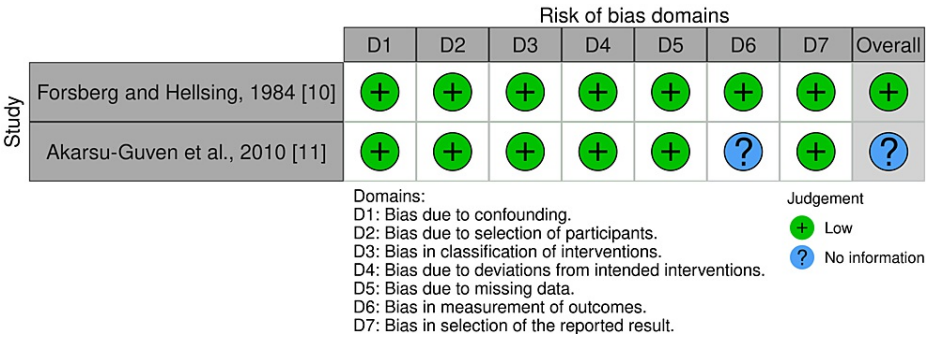 Risk of bias domains
D1 D2 D3 D4 D5 D6 D7 Overall
Study
Forsberg and Hellsing, 1984 [10] + + + + + + + +
Akarsu-Guven et al., 2010 [11] + + + + + ? + ?
Domains:
D1: Bias due to confounding.
D2: Bias due to selection of participants.
D3: Bias in classification of interventions.
D4: Bias due to deviations from intended interventions.
D5: Bias due to missing data.
D6: Bias in measurement of outcomes.
D7: Bias in selection of the reported result.
Judgement
+ Low
? No information